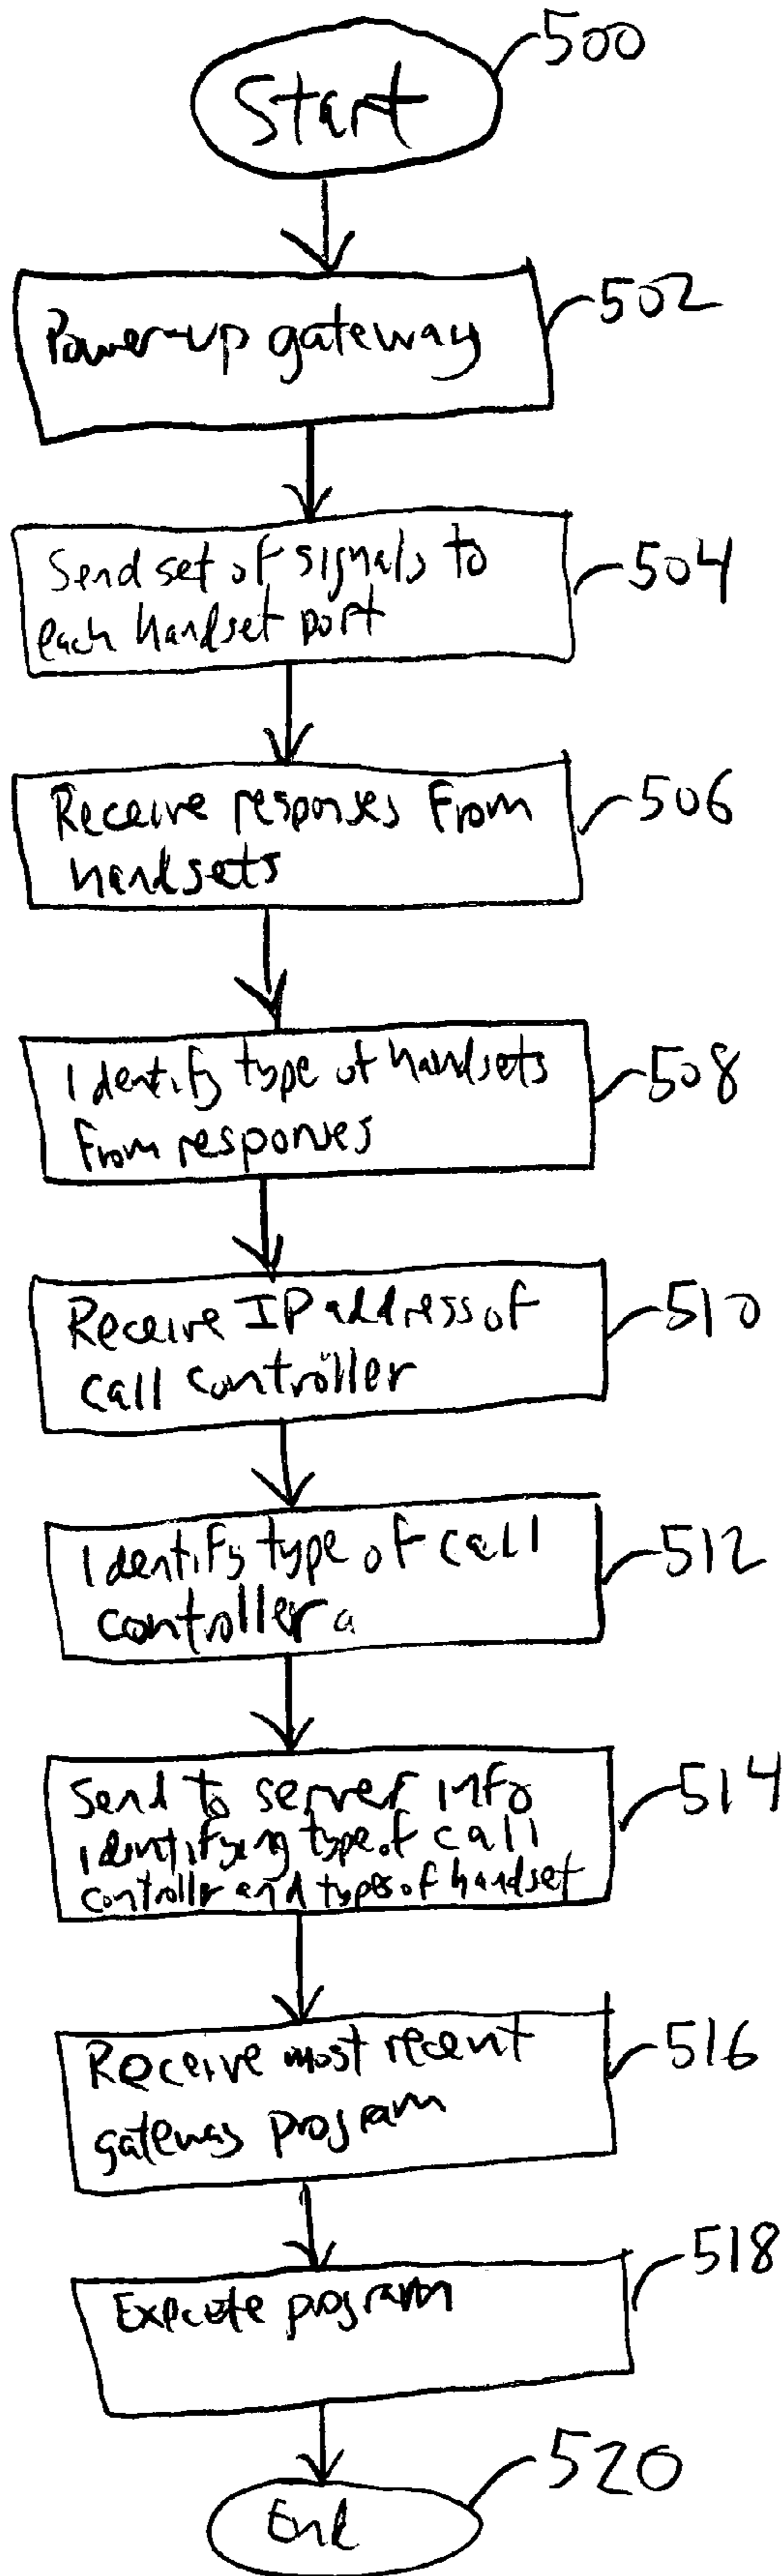 500
Start
502
Power-up gateway
504
Send set of signals to
each handset port
506
Receive responses from
handsets
508
Identify type of handsets
from responses
510
Receive IP address of
call controller
512
Identify type of call
controller a
514
Send to server info
identifying type of call
controller and types of handset
516
Receive most recent
gateway program
518
Execute program
520
End